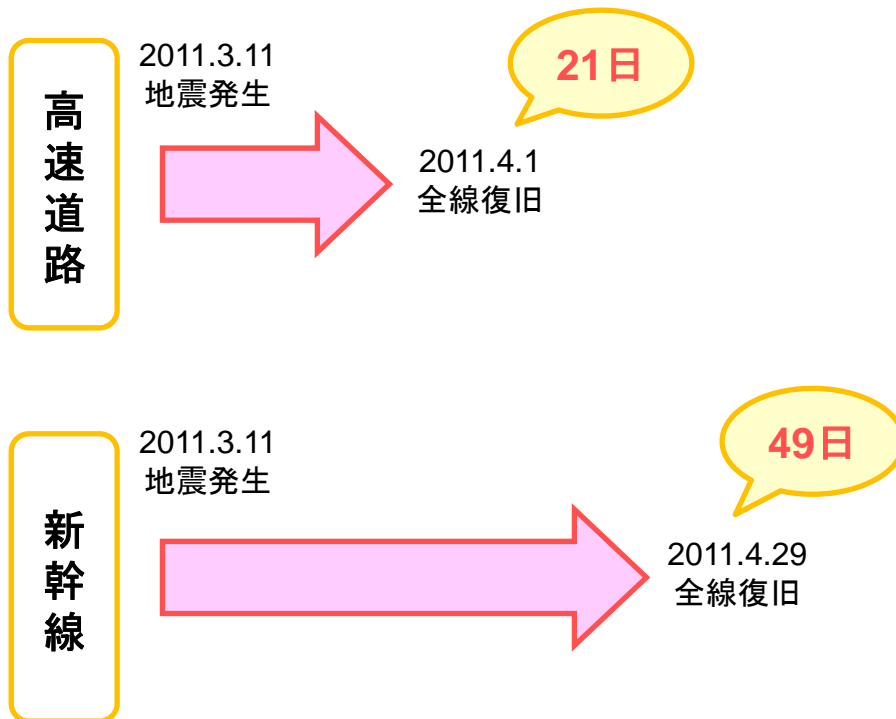 高速道路
2011.3.11
地震発生
21日
2011.4.1
全線復旧
新幹線
2011.3.11
地震発生
49日
2011.4.29
全線復旧